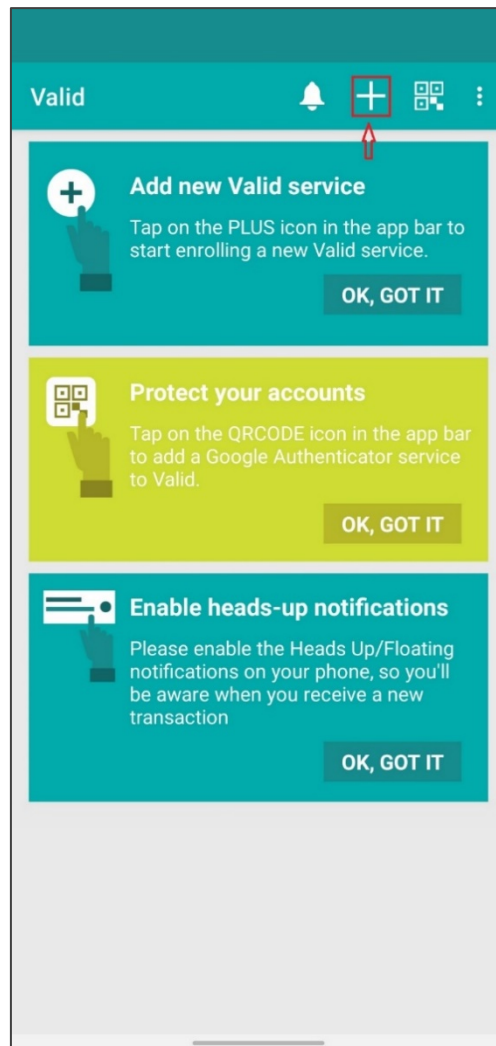 Valid
Add new Valid service
Tap on the PLUS icon in the app bar to
start enrolling a new Valid service.
OK, GOT IT
Protect your accounts
Tap on the QRCODE icon in the app bar
to add a Google Authenticator service
to Valid.
OK, GOT IT
Enable heads-up notifications
Please enable the Heads Up/Floating
notifications on your phone, so you'll
be aware when you receive a new
transaction
OK, GOT IT